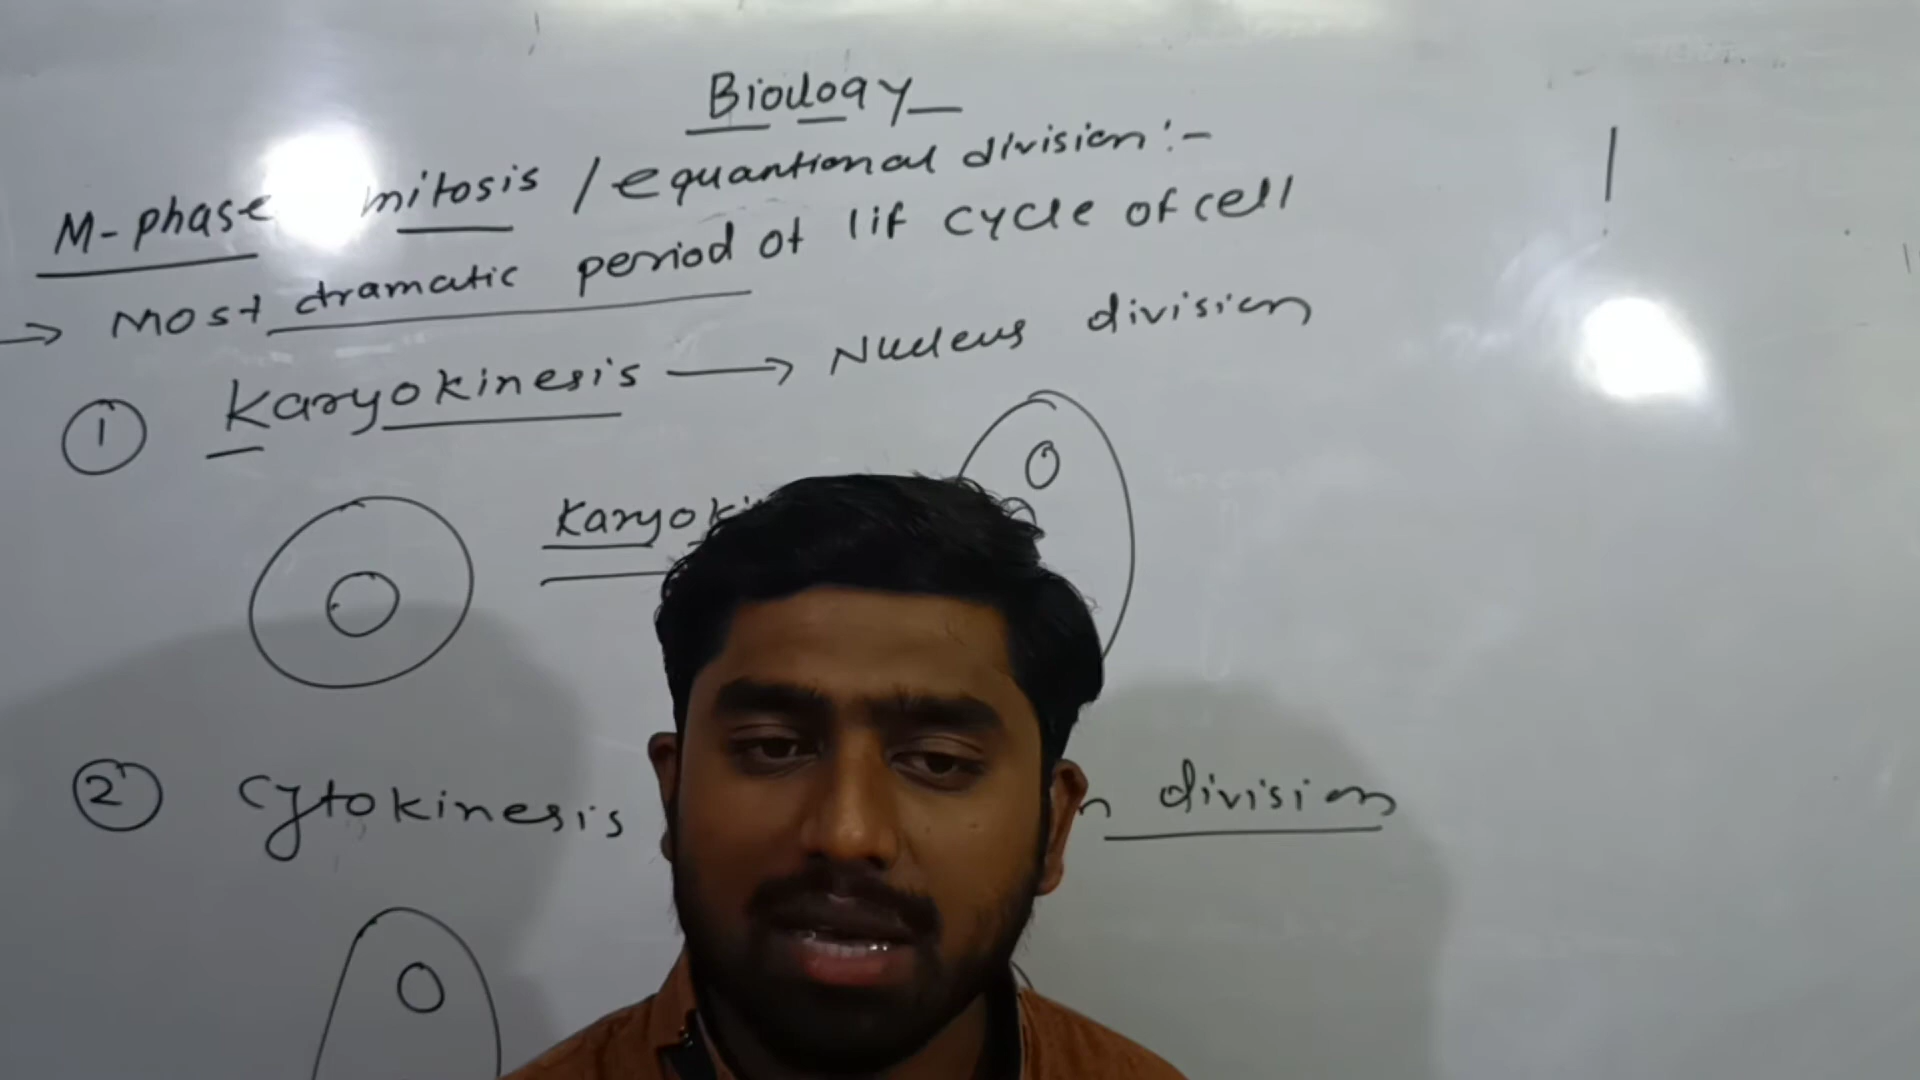 Biology
M-phase mitosis / equantional division :-
→ Most dramatic period of lif cycle of cell
① Karyokinesis → Nucleus division
② Cytokinesis division